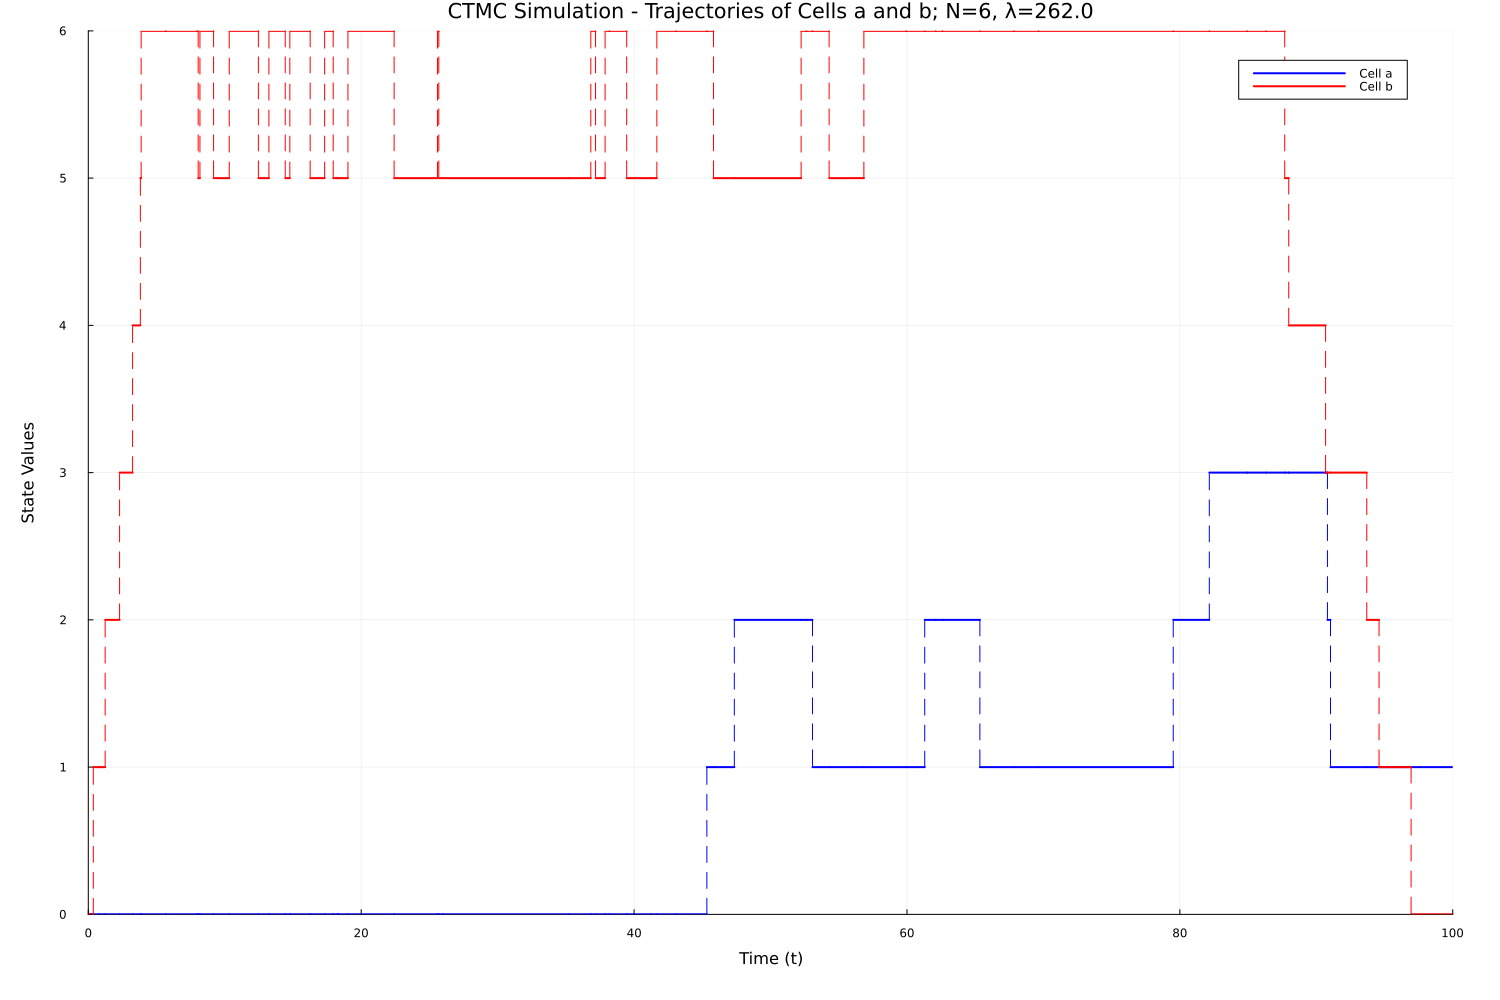 CTMC Simulation - Trajectories of Cells a and b; N=6, λ=262.0
6
5
4
3
2
1
0
State Values
Cell a
Cell b
0 20 40 60 80 100
Time (t)